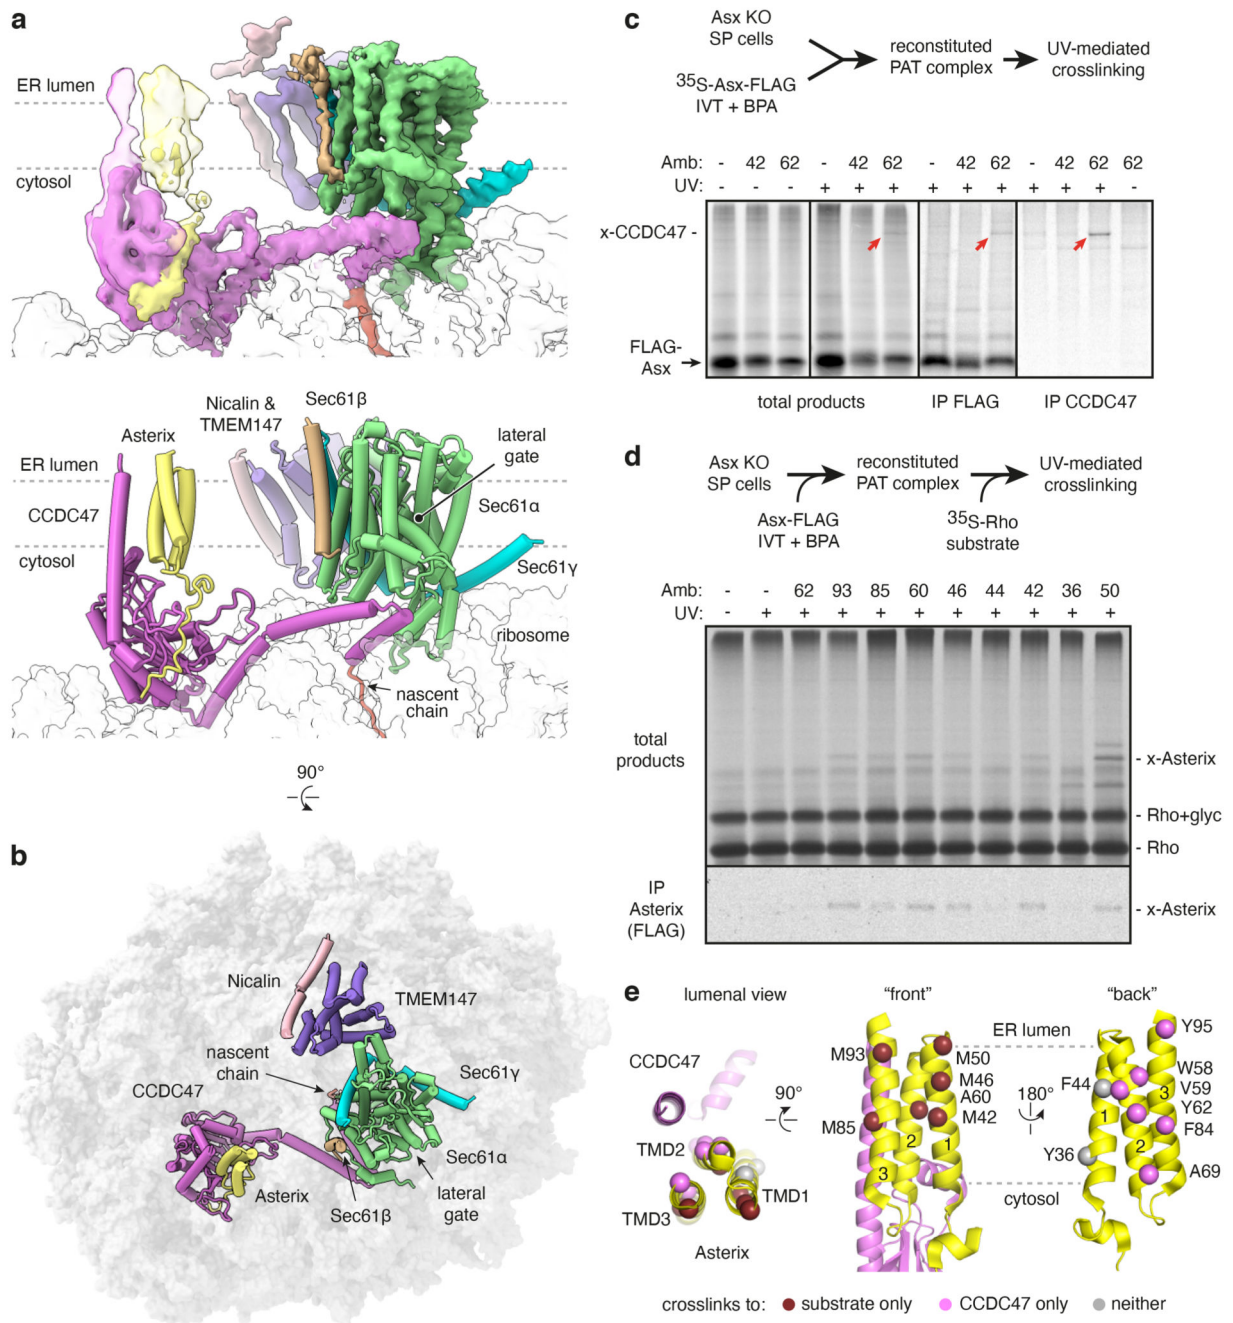 a
ER lumen
cytosol
Nicalin &
TMEM147
Sec61β
Asterix
lateral
gate
ER lumen
CCDC47
Sec61α
cytosol
Sec61γ
ribosome
nascent
chain
90°
b
Nicalin
TMEM147
nascent
chain
CCDC47
Sec61γ
Asterix
Sec61β
Sec61α
lateral
gate
c
Asx KO
SP cells
35S-Asx-FLAG
IVT + BPA
reconstituted
PAT complex
UV-mediated
crosslinking
Amb: - 42 62 - 42 62 - 42 62 - 42 62 62
UV: - - - + + + + + + + + + -
x-CCDC47 -
FLAG-
Asx
total products IP FLAG IP CCDC47
d
Asx KO
SP cells
reconstituted
PAT complex
UV-mediated
crosslinking
Asx-FLAG
IVT + BPA
35S-Rho
substrate
Amb: - - 62 93 85 60 46 44 42 36 50
UV: - + + + + + + + + + +
total
products
- x-Asterix
- Rho+glyc
- Rho
IP
Asterix
(FLAG)
- x-Asterix
e
lumenal view
"front"
"back"
CCDC47
90°
TMD2
TMD1
TMD3
Asterix
ER lumen
M93
M50
M46
A60
M42
M85
2
1
3
cytosol
180°
Y95
W58
F44
V59
3
Y62
1
F84
2
Y36
A69
crosslinks to: substrate only CCDC47 only neither